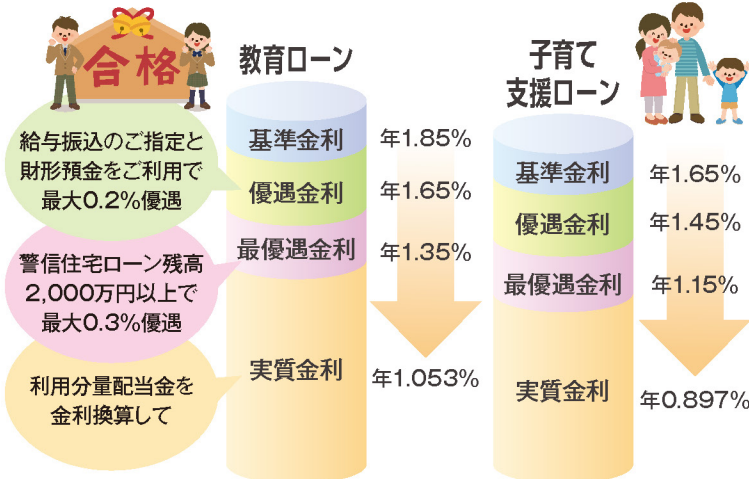 合格
教育ローン
基準金利
年1.85%
優遇金利
年1.65%
最優遇金利
年1.35%
実質金利
年1.053%
給与振込のご指定と
財形預金をご利用で
最大0.2%優遇
警信住宅ローン残高
2,000万円以上で
最大0.3%優遇
利用分量配当金を
金利換算して
子育て
支援ローン
基準金利
年1.65%
優遇金利
年1.45%
最優遇金利
年1.15%
実質金利
年0.897%